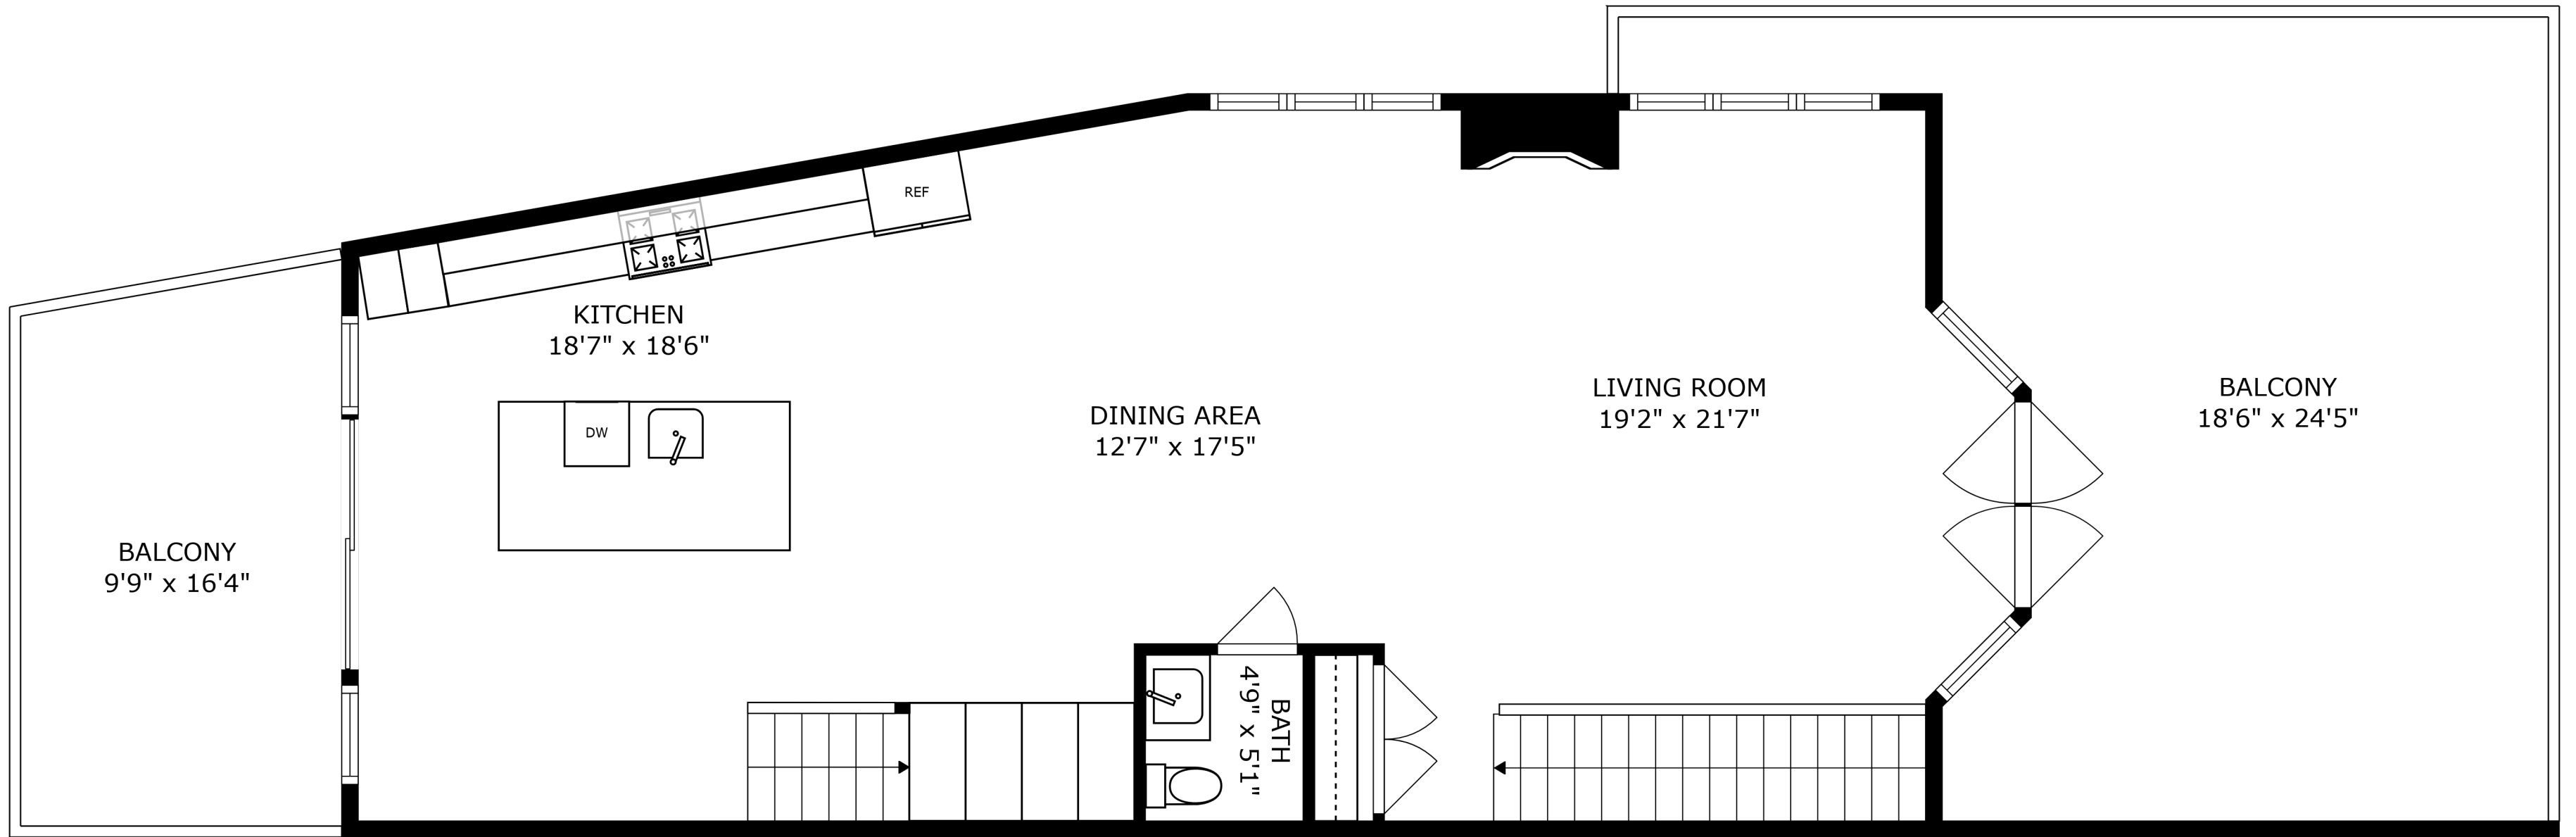 REF
KITCHEN
18'7" x 18'6"
DW
DINING AREA
12'7" x 17'5"
LIVING ROOM
19'2" x 21'7"
BALCONY
18'6" x 24'5"
BALCONY
9'9" x 16'4"
BATH
4'9" x 5'1"